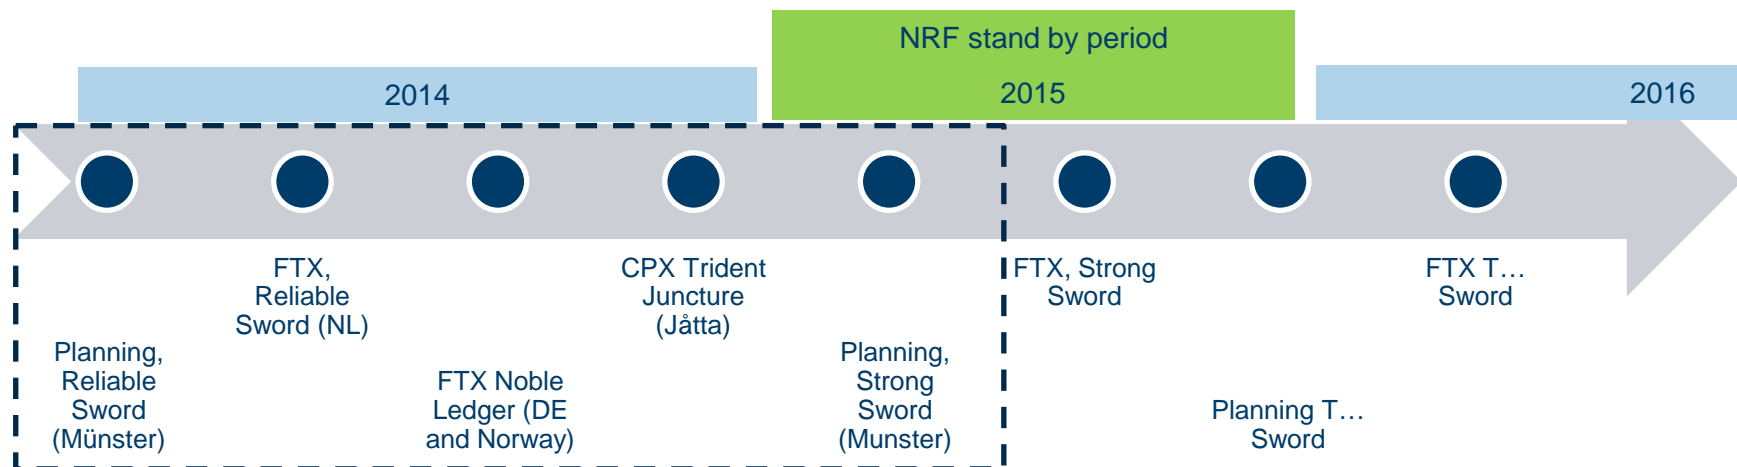 NRF stand by period
2014
2015
2016
FTX,
Reliable
Sword (NL)
CPX Trident
Juncture
(Jåtta)
FTX, Strong
Sword
FTX T…
Sword
Planning,
Reliable
Sword
(Münster)
FTX Noble
Ledger (DE
and Norway)
Planning,
Strong
Sword
(Munster)
Planning T…
Sword